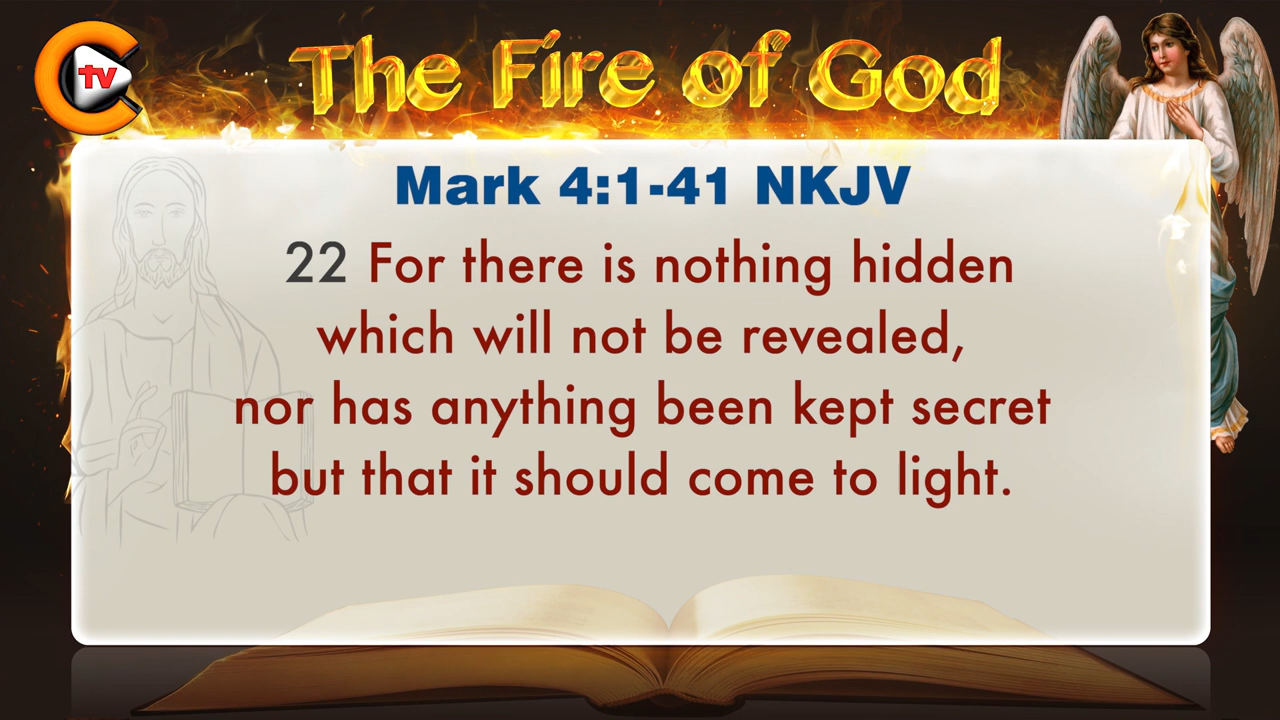 tv
The Fire of God
Mark 4:1-41 NKJV
22 For there is nothing hidden
which will not be revealed,
nor has anything been kept secret
but that it should come to light.